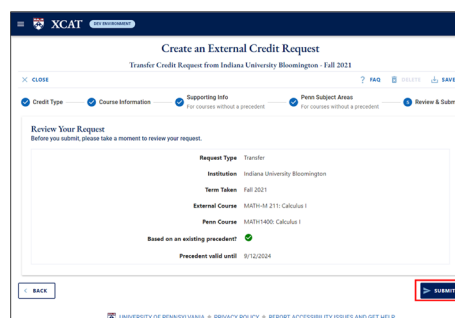 XCAT DEV ENVIRONMENT
Create an External Credit Request
Transfer Credit Request from Indiana University Bloomington - Fall 2021
CLOSE
FAQ DELETE SAVE
Credit Type
Course Information
Supporting Info
For courses without a precedent
Penn Subject Areas
For courses without a precedent
5 Review & Subm
Review Your Request
Before you submit, please take a moment to review your request.
Request Type Transfer
Institution Indiana University Bloomington
Term Taken Fall 2021
External Course MATH-M 211: Calculus I
Penn Course MATH1400: Calculus I
Based on an existing precedent?
Precedent valid until 9/12/2024
BACK
SUBMIT
UNIVERSITY OF PENNSYLVANIA PRIVACY POLICY REPORT ACCESSIBILITY ISSUES AND GET HELP